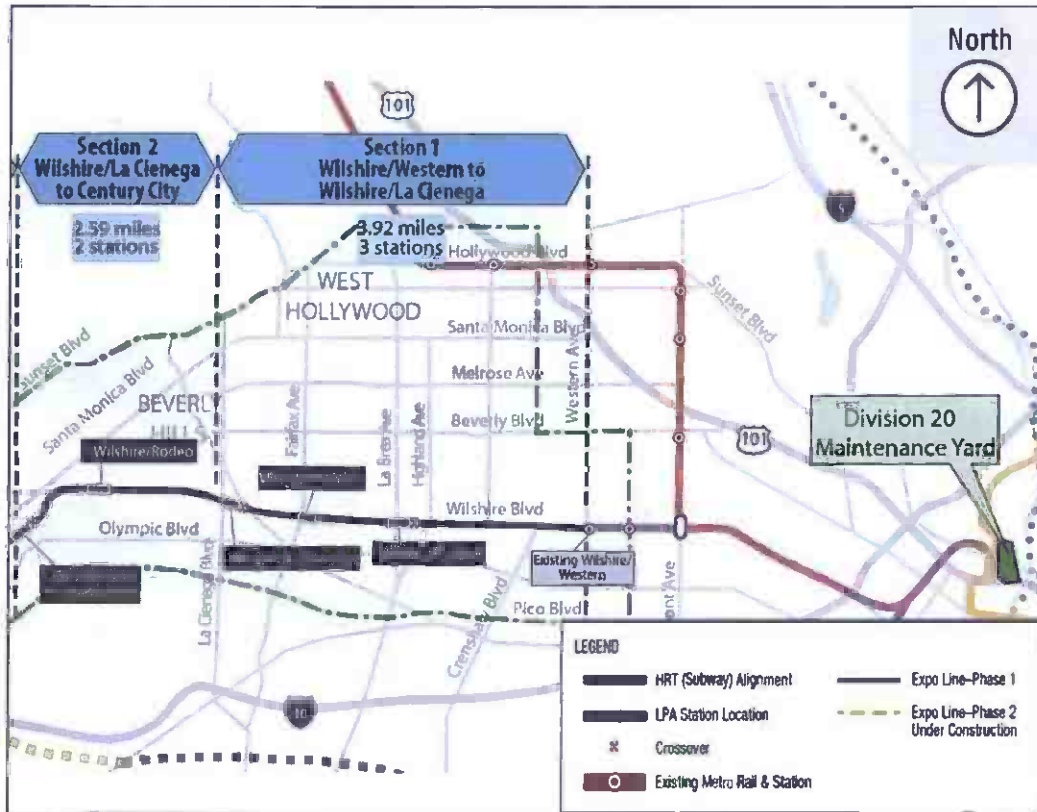 North
101
Section 2
Wilshire/La Cienega
to Century City
Section 1
Wilshire/Western to
Wilshire/La Cienega
2.59 miles
2 stations
3.92 miles
3 stations
5
Hollywood Blvd
WEST
HOLLYWOOD
Sunset Blvd
Santa Monica Blvd
Western Ave
Sunset Blvd
Santa Monica Blvd
Melrose Ave
BEVERLY
HILLS
Fairfax Ave
La Brea Ave
Highland Ave
Beverly Blvd
101
Division 20
Maintenance Yard
Wilshire/Rodeo
Wilshire Blvd
Olympic Blvd
Existing Wilshire/
Western
La Cienega Blvd
Crenshaw Blvd
Pico Blvd
ont Ave
10
LEGEND
HRT (Subway) Alignment
LPA Station Location
Crossover
Existing Metro Rail & Station
Expo Line–Phase 1
Expo Line–Phase 2
Under Construction